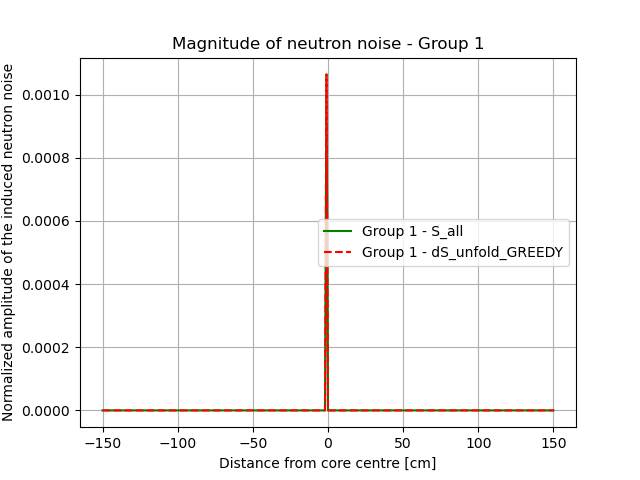 Magnitude of neutron noise - Group 1
Normalized amplitude of the induced neutron noise
0.0010
0.0008
0.0006
0.0004
0.0002
0.0000
Group 1 - S_all
Group 1 - dS_unfold_GREEDY
−150
−100
−50
0
50
100
150
Distance from core centre [cm]